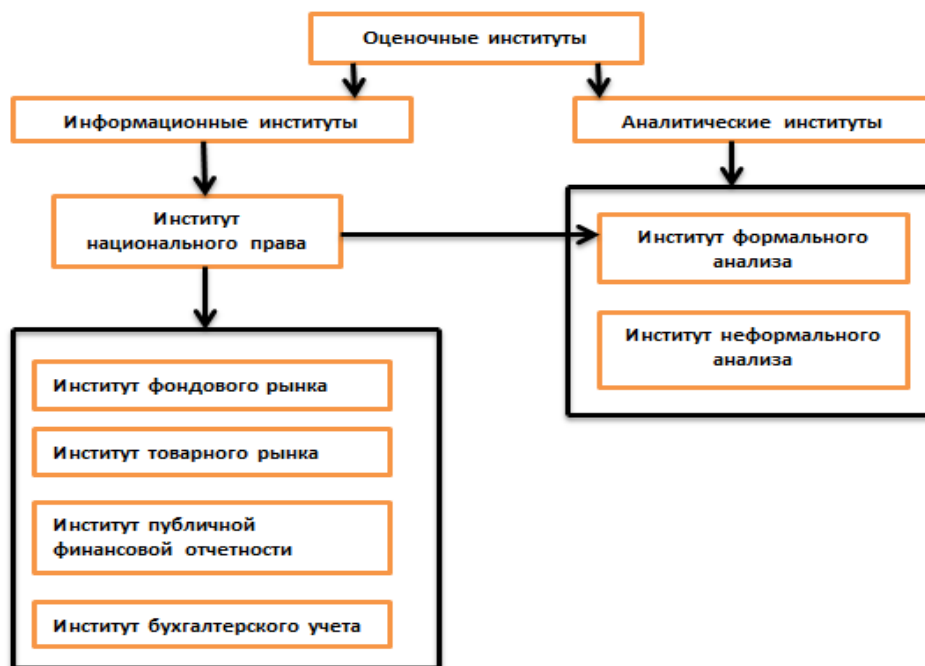 Оценочные институты
Информационные институты
Аналитические институты
Институт
национального права
Институт формального
анализа
Институт неформального
анализа
Институт фондового рынка
Институт товарного рынка
Институт публичной
финансовой отчетности
Институт бухгалтерского учета